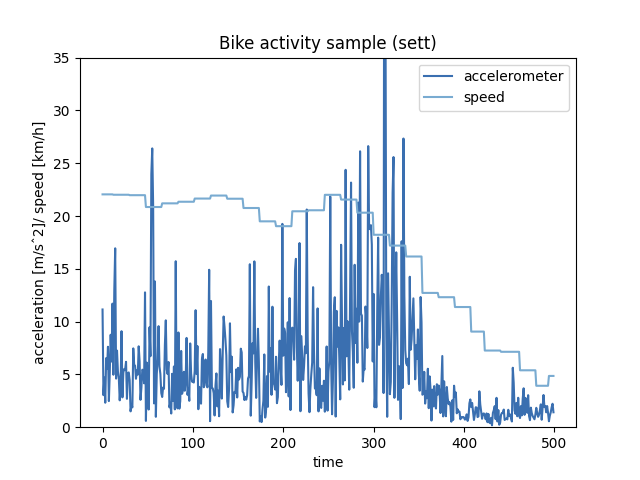 Bike activity sample (sett)
accelerometer
speed
acceleration [m/s^2]/ speed [km/h]
35
30
25
20
15
10
5
0
0 100 200 300 400 500
time